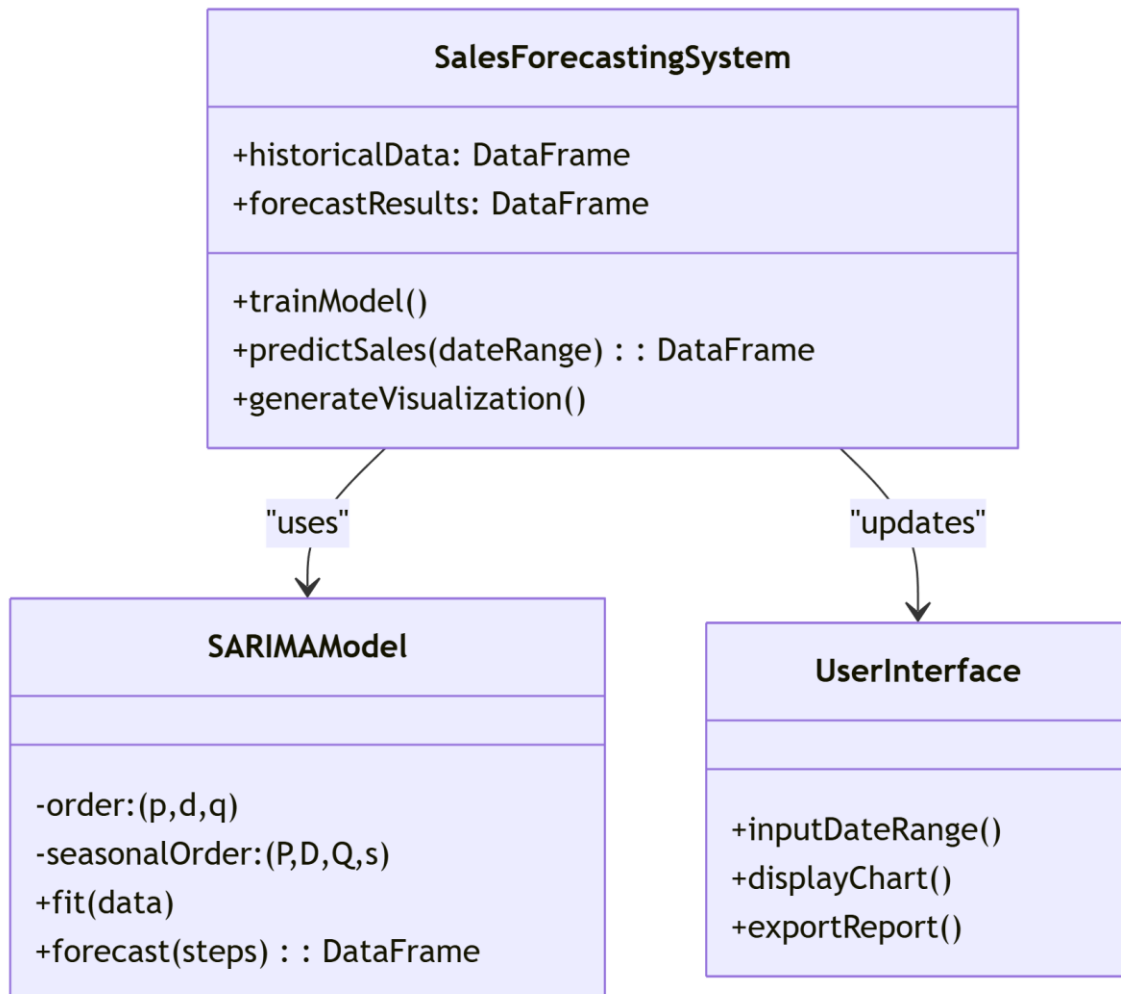 SalesForecastingSystem
+historicalData: DataFrame
+forecastResults: DataFrame
+trainModel()
+predictSales(dateRange) : : DataFrame
+generateVisualization()
"uses"
"updates"
SARIMAModel
-order:(p,d,q)
-seasonalOrder:(P,D,Q,s)
+fit(data)
+forecast(steps) : : DataFrame
UserInterface
+inputDateRange()
+displayChart()
+exportReport()